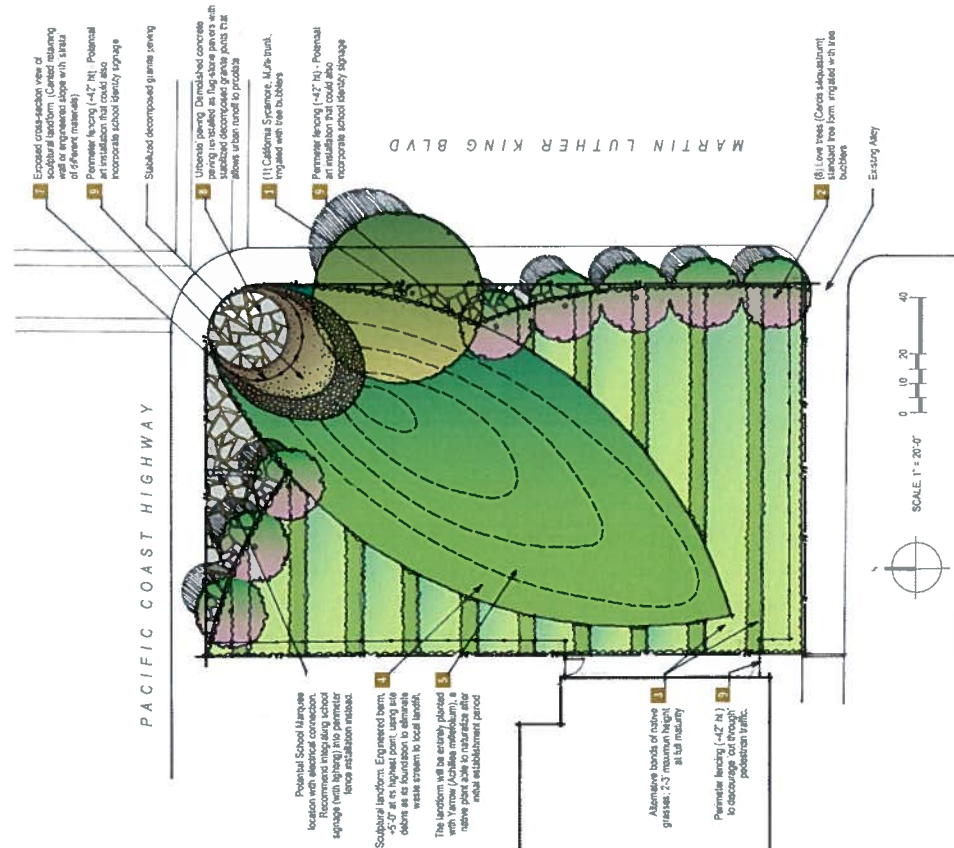 7
Exposed cross-section view of
sculptural landform (Canted retaining
wall or engineered slope with strata
of different materials)
9
Perimeter fencing (~42" ht) - Potential
art installation that could also
incorporate school identity signage
Stabilized decomposed granite paving
8
Urbanite paving. Demolished concrete
paving reinstalled as flag-stone pavers with
stabilized decomposed granite joints that
allows urban runoff to percolate
1
(1) California Sycamore, Multi-trunk,
irrigated with tree bubblers
9
Perimeter fencing (~42" ht) - Potential
art installation that could also
incorporate school identity signage
2
(8) Love trees (Cercis siliquastrum)
standard tree form, irrigated with tree
bubblers
Existing Alley
PACIFIC COAST HIGHWAY
MARTIN LUTHER KING BLVD
Potential School Marquee
location with electrical connection.
Recommend integrating school
signage (with lighting) into perimeter
fence installation instead.
4
Sculptural landform. Engineered berm,
+5'-0" at its highest point, using site
debris as its foundation to eliminate
waste stream to local landfill,
5
The landform will be entirely planted
with Yarrow (Achillea millefolium), a
native plant able to naturalize after
initial establishment period
3
Alternative bands of native
grasses; 2-3' maximum height
at full maturity
9
Perimeter fencing (~42" ht)
to discourage 'cut through'
pedestrian traffic.
0 10 20 40
SCALE 1" = 20'-0"